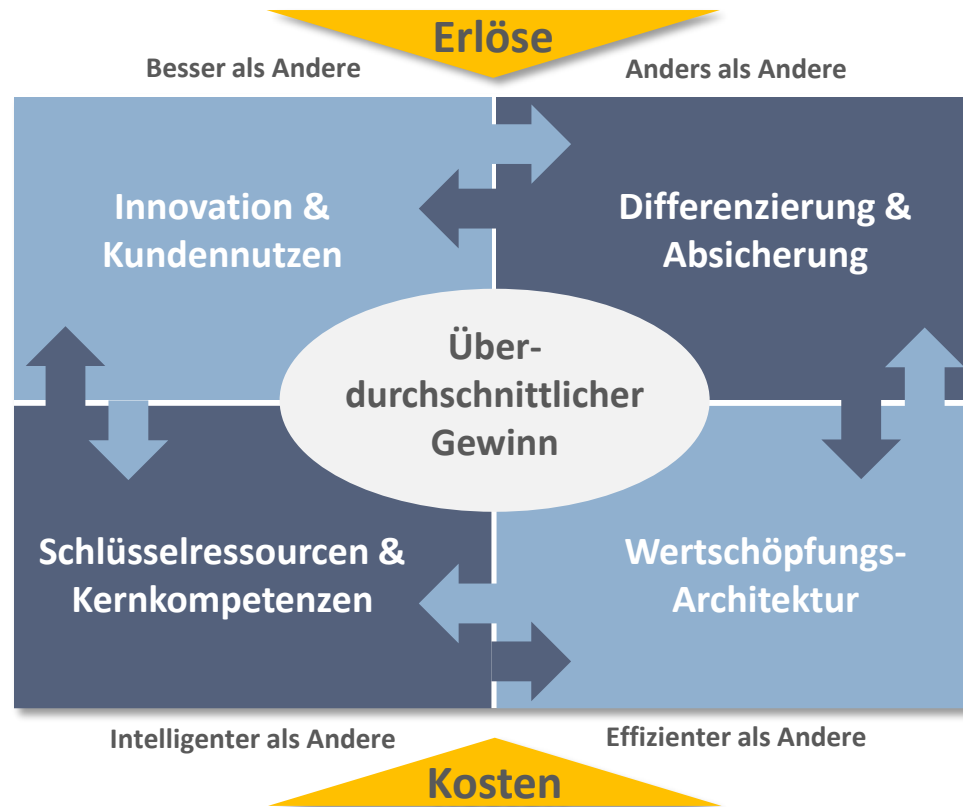 Erlöse
Besser als Andere
Anders als Andere
Innovation &
Kundennutzen
Differenzierung &
Absicherung
Über-
durchschnittlicher
Gewinn
Schlüsselressourcen &
Kernkompetenzen
Wertschöpfungs-
Architektur
Intelligenter als Andere
Effizienter als Andere
Kosten